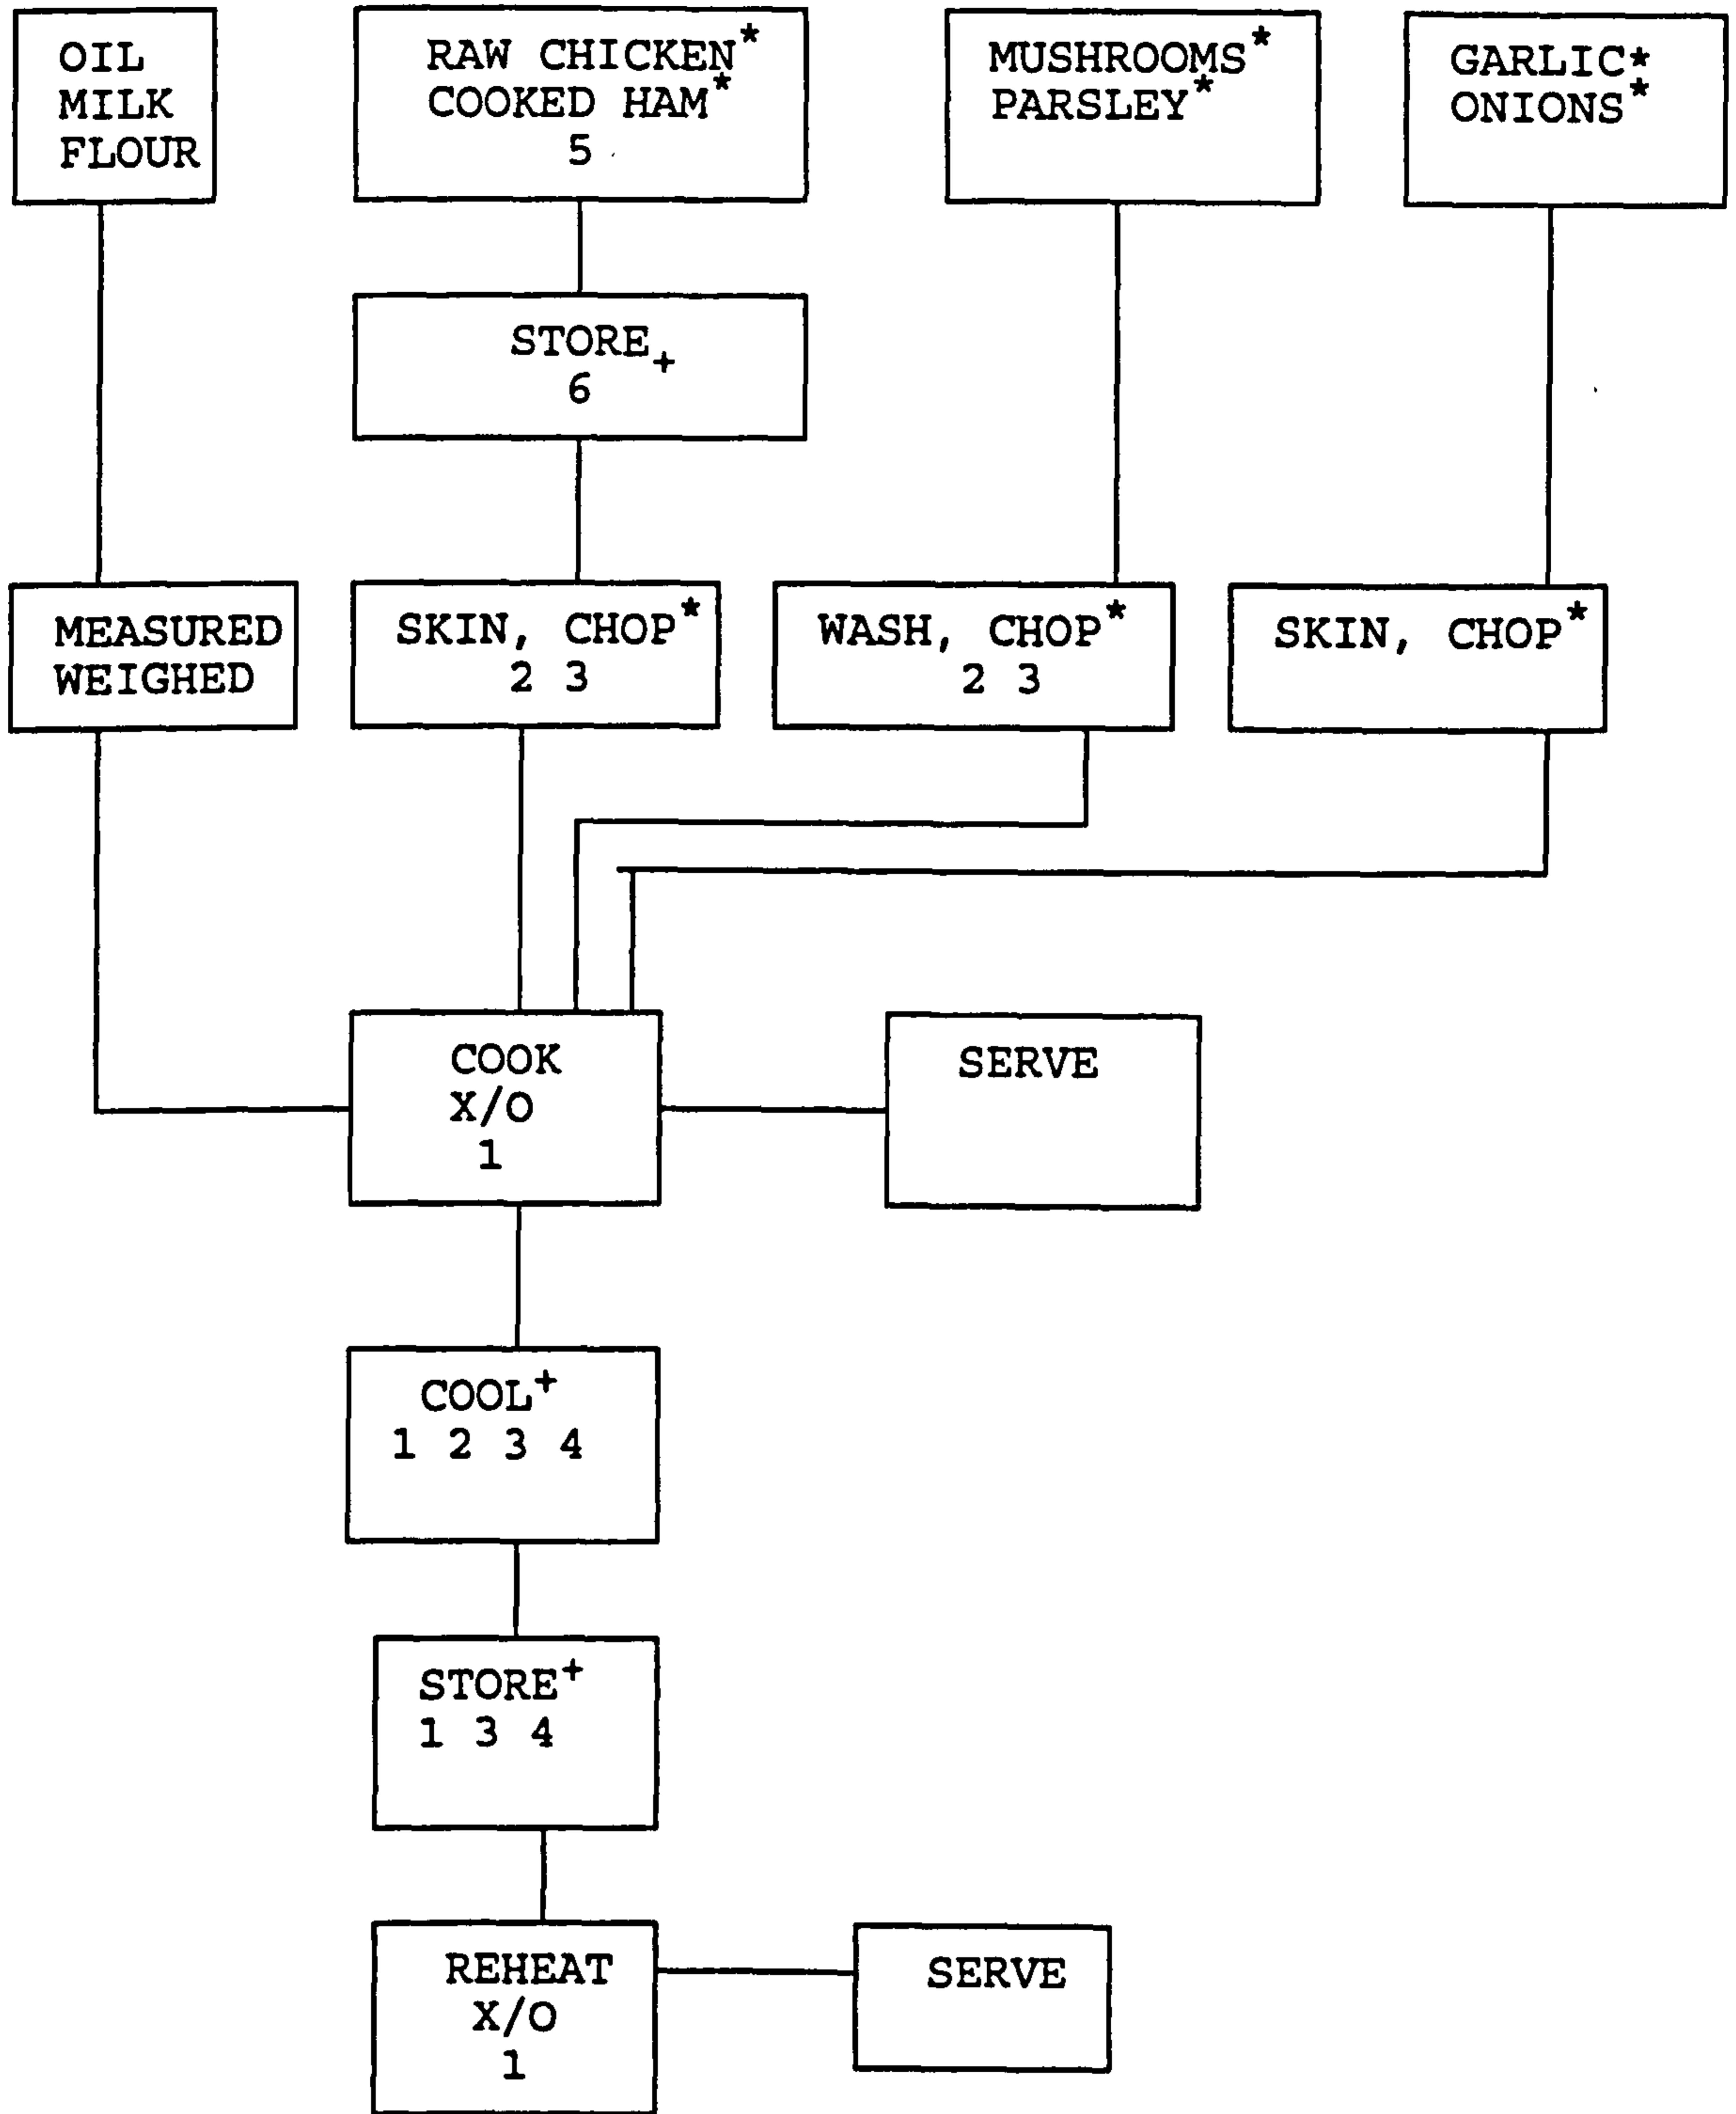 OIL
MILK
FLOUR
RAW CHICKEN*
COOKED HAM*
5
MUSHROOMS*
PARSLEY*
GARLIC*
ONIONS*
STORE+
6
MEASURED
WEIGHED
SKIN, CHOP*
2 3
WASH, CHOP*
2 3
SKIN, CHOP*
COOK
X/O
1
SERVE
COOL+
1 2 3 4
STORE+
1 3 4
REHEAT
X/O
1
SERVE